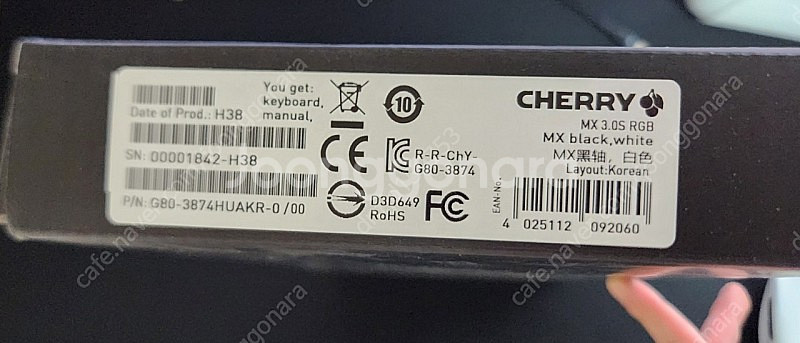 You get:
keyboard,
manual,
Date of Prod.: H38
SN: 00001842-H38
P/N: G80-3874HUAKR-0 /00
10
CE
R-R-ChY-
G80-3874
D3D649
RoHS
FC
CHERRY
MX 3.0S RGB
MX black,white
MX黑轴，白色
Layout:Korean
EAN-No.
4 025112 092060
Joonggonara